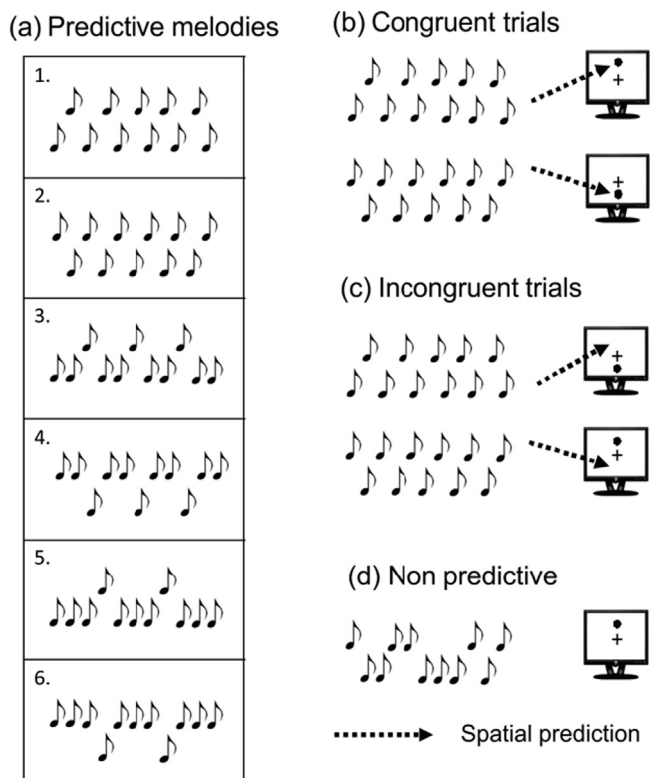 (a) Predictive melodies
1.
2.
3.
4.
5.
6.
(b) Congruent trials
(c) Incongruent trials
(d) Non predictive
Spatial prediction